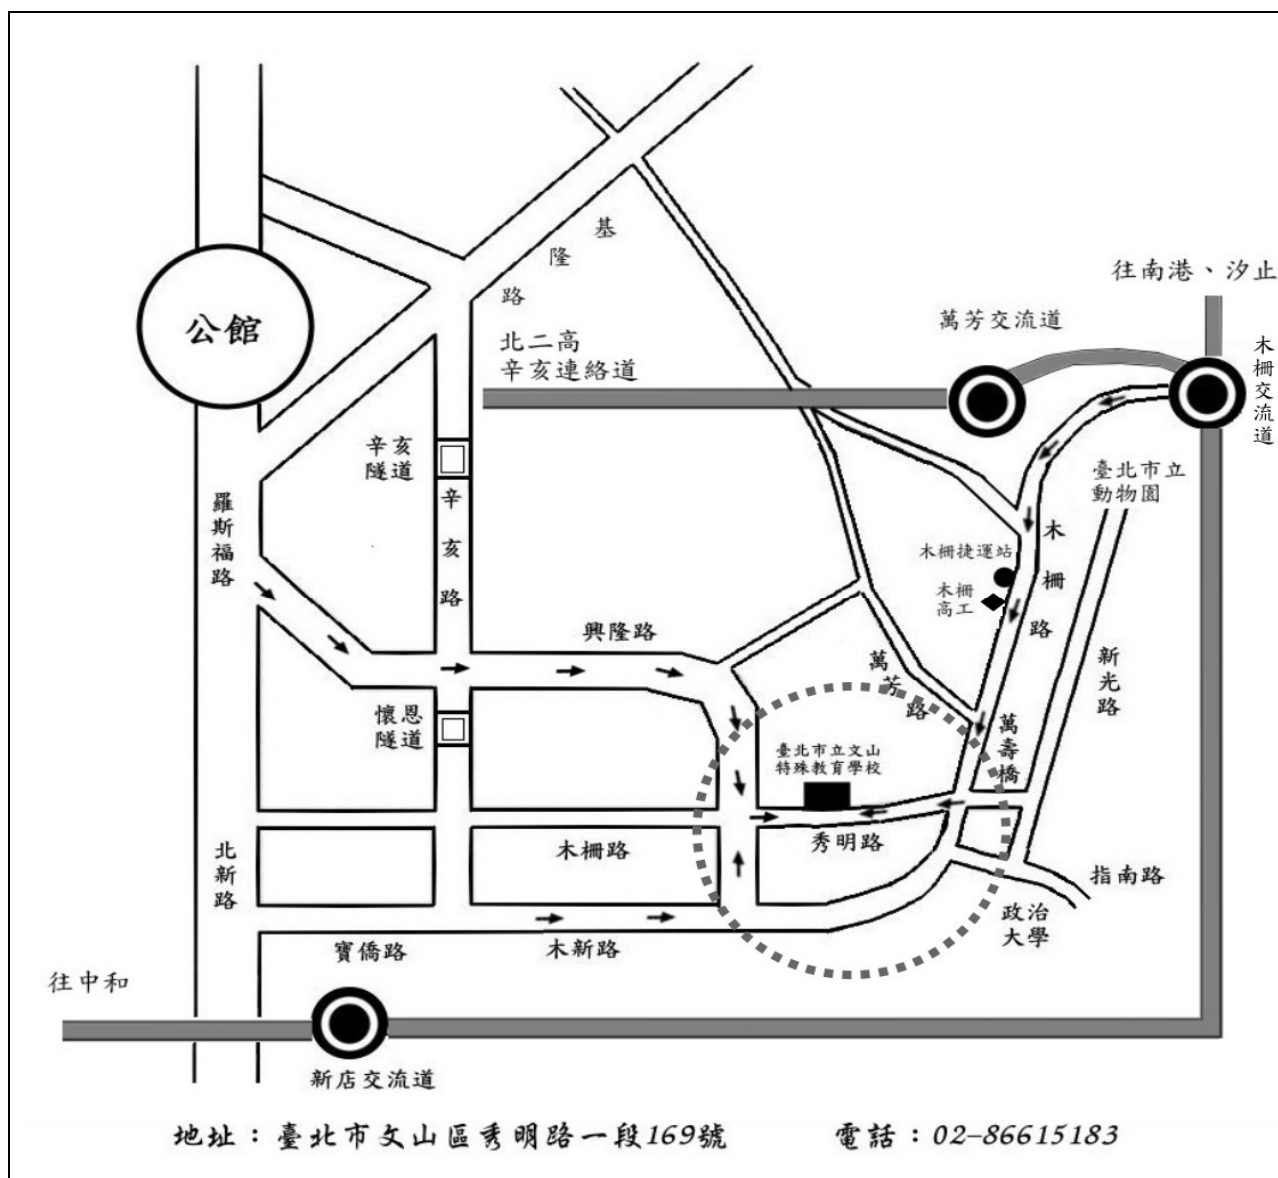 基隆路
往南港、汐止
萬芳交流道
公館
北二高
辛亥連絡道
木柵交流道
辛亥
隧道
辛亥路
臺北市立
動物園
羅斯福路
木柵捷運站
木柵
高工
木柵路
興隆路
新光路
萬芳路
懷恩
隧道
萬壽橋
臺北市立文山
特殊教育學校
木柵路
秀明路
北新路
指南路
政治
大學
寶僑路
木新路
往中和
新店交流道
地址：臺北市文山區秀明路一段169號
電話：02-86615183